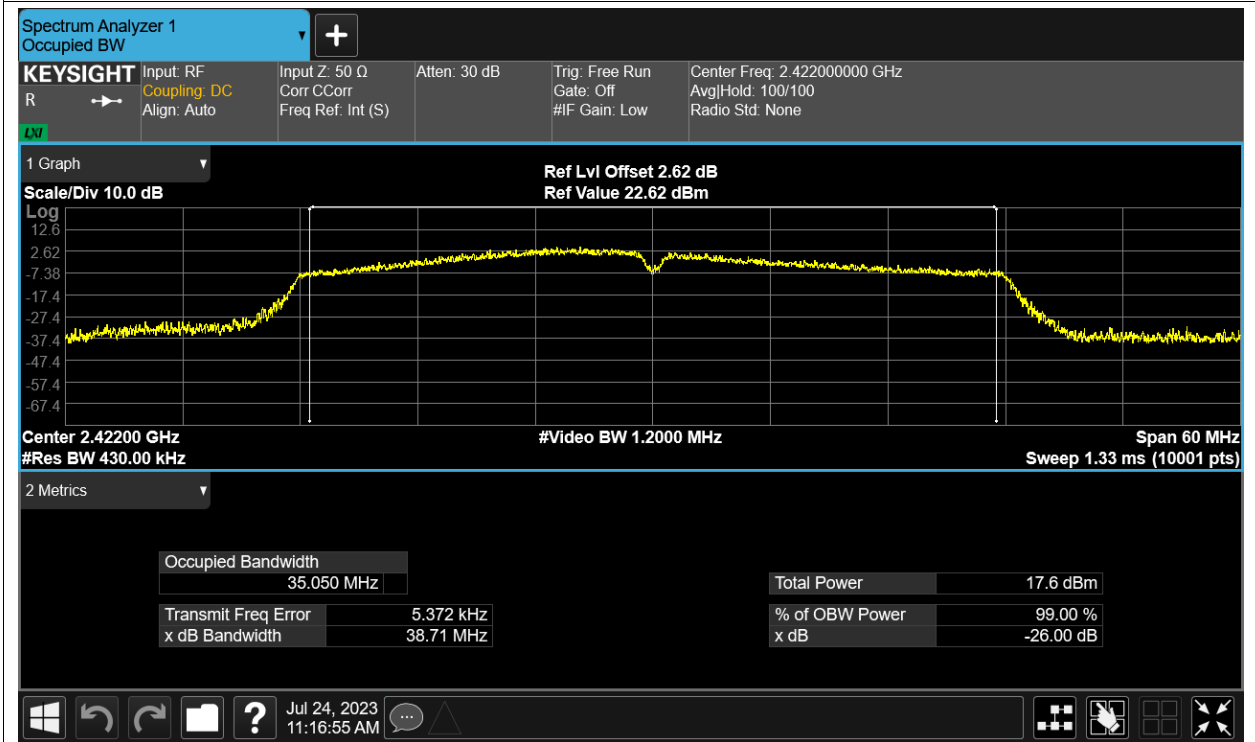 Spectrum Analyzer 1
Occupied BW
KEYSIGHT
R
LXI
Input: RF
Coupling: DC
Align: Auto
Input Z: 50 Ω
Corr CCorr
Freq Ref: Int (S)
Atten: 30 dB
Trig: Free Run
Gate: Off
#IF Gain: Low
Center Freq: 2.422000000 GHz
Avg|Hold: 100/100
Radio Std: None
1 Graph
Scale/Div 10.0 dB
Ref Lvl Offset 2.62 dB
Ref Value 22.62 dBm
Log
12.6
2.62
-7.38
-17.4
-27.4
-37.4
-47.4
-57.4
-67.4
Center 2.42200 GHz
#Video BW 1.2000 MHz
Span 60 MHz
#Res BW 430.00 kHz
Sweep 1.33 ms (10001 pts)
2 Metrics
Occupied Bandwidth
35.050 MHz
Total Power 17.6 dBm
Transmit Freq Error 5.372 kHz
% of OBW Power 99.00 %
x dB Bandwidth 38.71 MHz
x dB -26.00 dB
?
Jul 24, 2023
11:16:55 AM